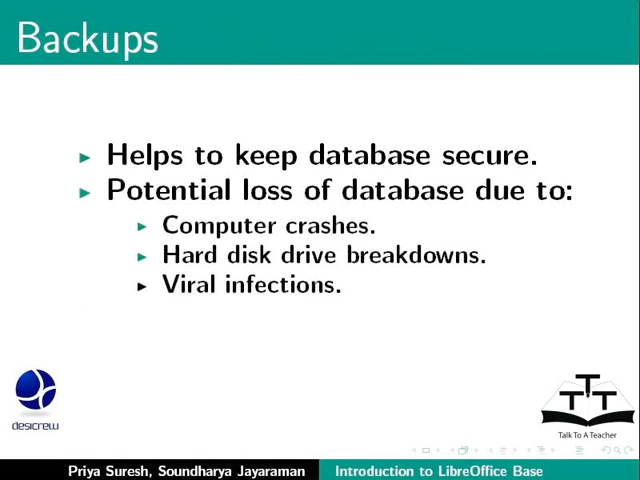 Backups
Helps to keep database secure.
Potential loss of database due to:
Computer crashes.
Hard disk drive breakdowns.
Viral infections.
desicrew
T T T
Talk To A Teacher
Priya Suresh, Soundharya Jayaraman Introduction to LibreOffice Base